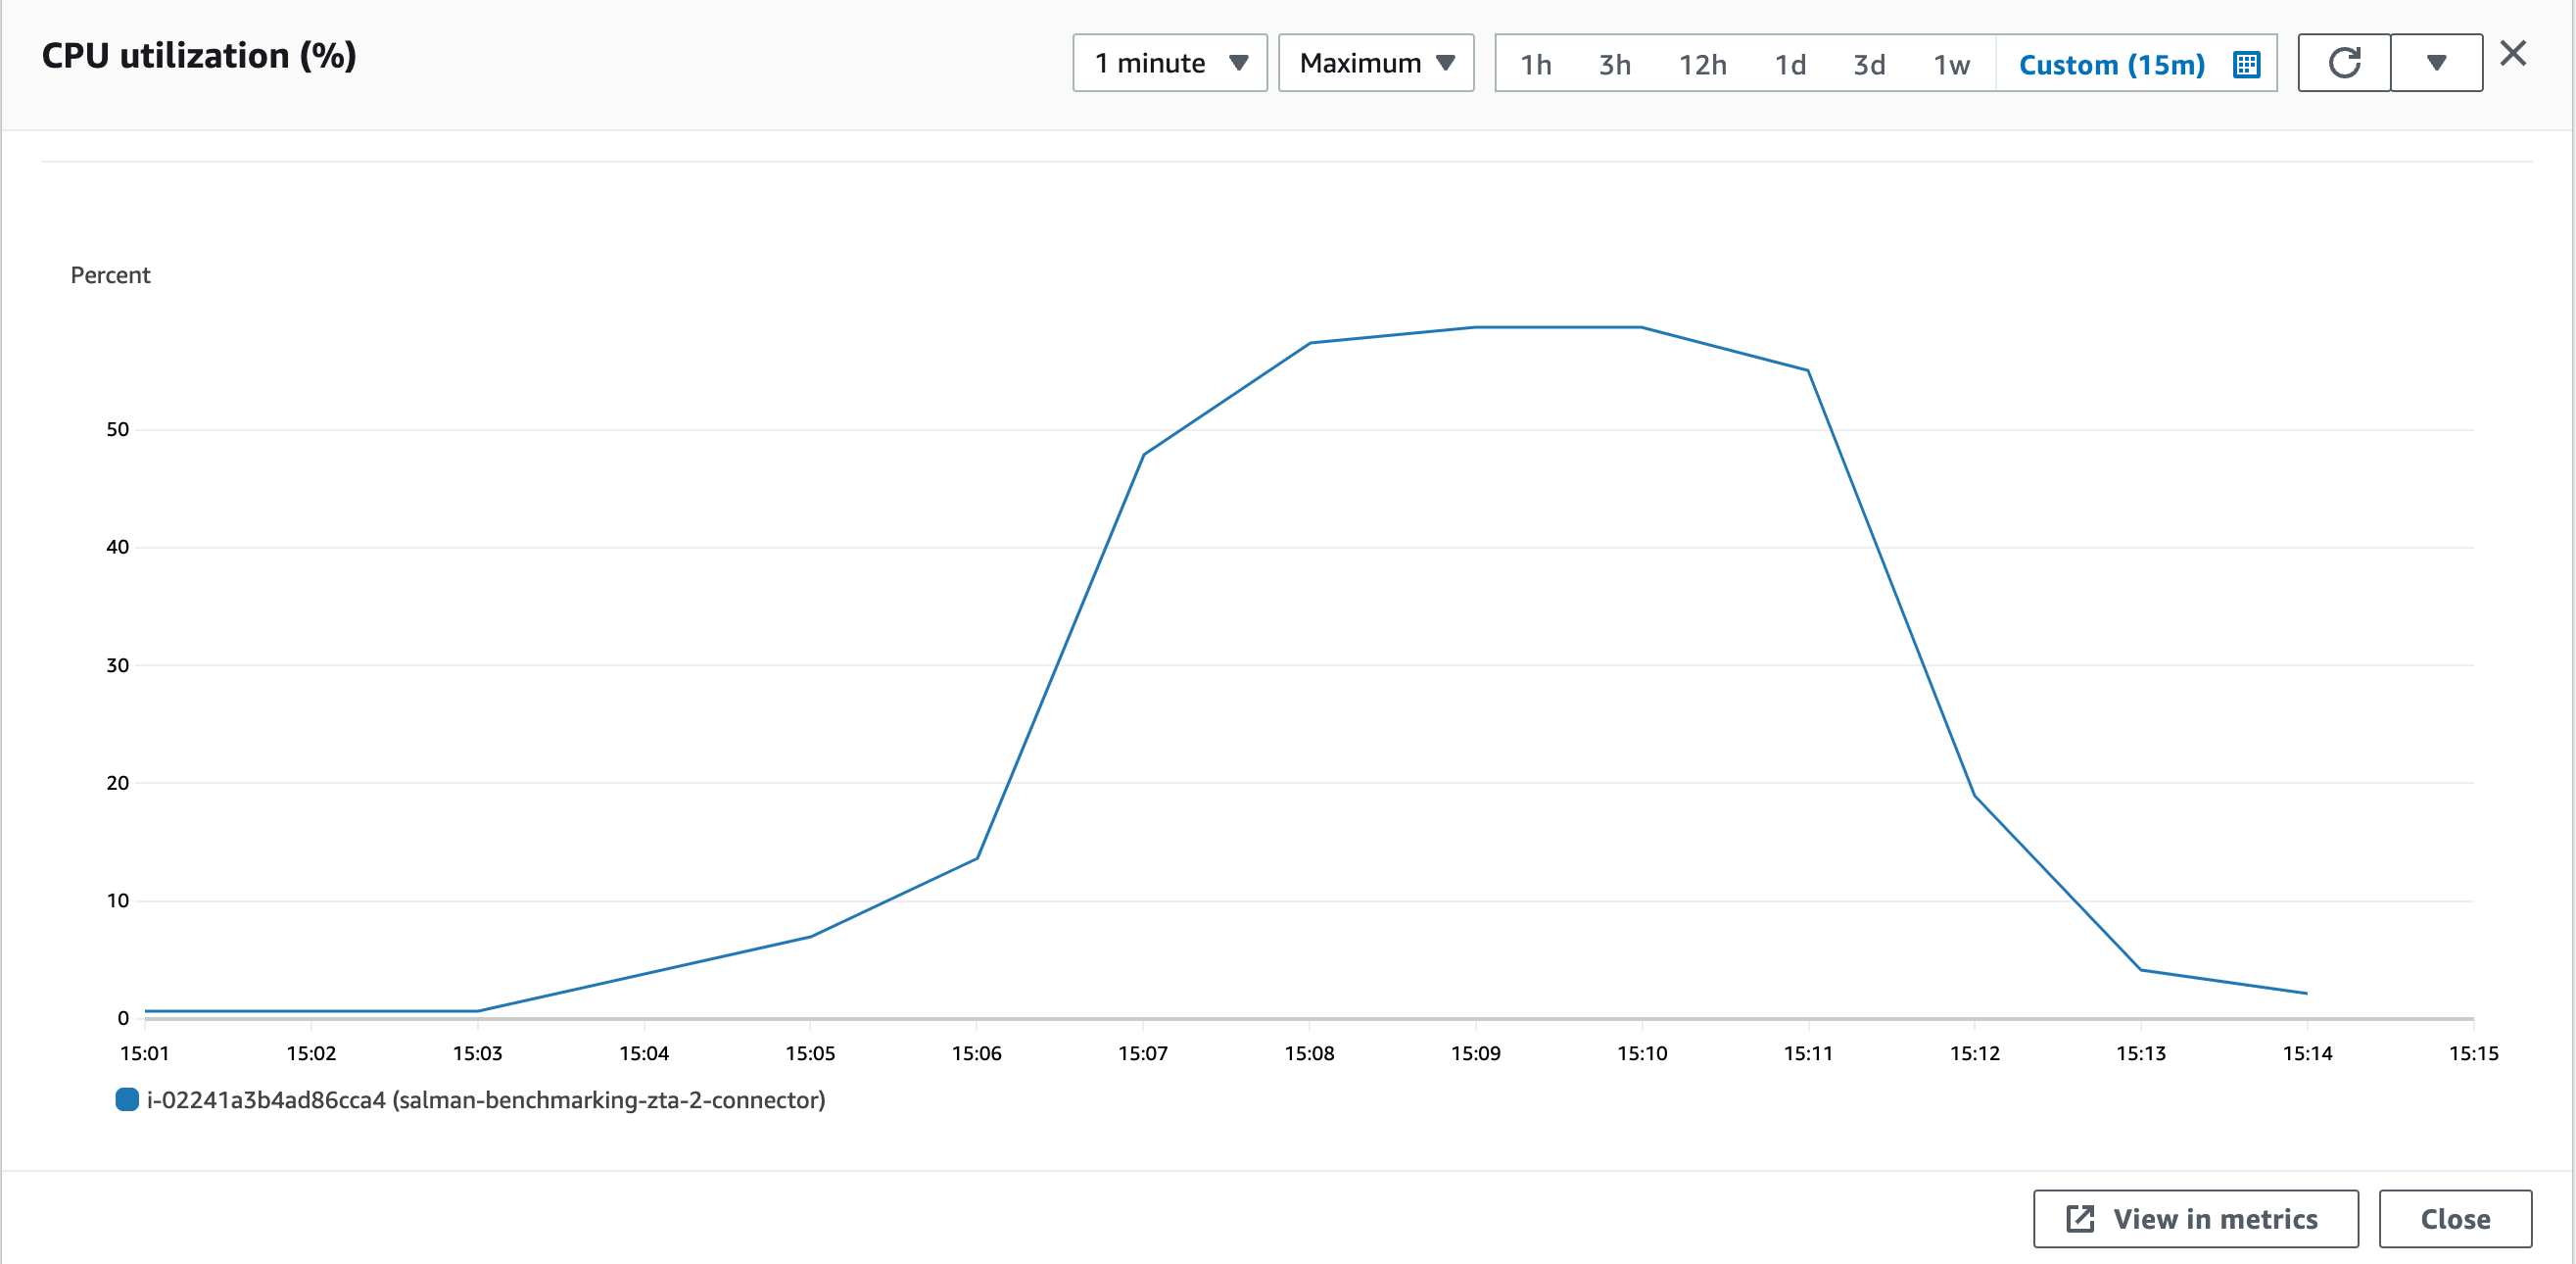 CPU utilization (%)
1 minute
Maximum
1h 3h 12h 1d 3d 1w Custom (15m)
Percent
50
40
30
20
10
0
15:01 15:02 15:03 15:04 15:05 15:06 15:07 15:08 15:09 15:10 15:11 15:12 15:13 15:14 15:15
i-02241a3b4ad86cca4 (salman-benchmarking-zta-2-connector)
View in metrics
Close